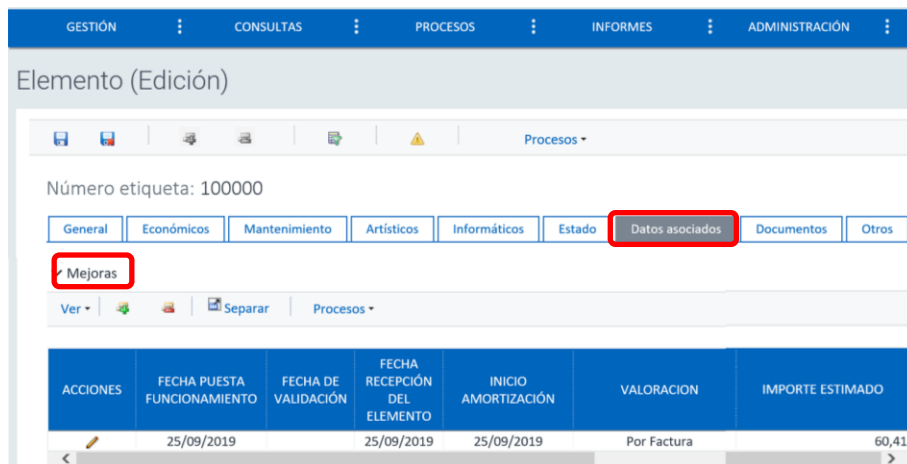 GESTIÓN CONSULTAS PROCESOS INFORMES ADMINISTRACIÓN
Elemento (Edición)
Procesos
Número etiqueta: 100000
General Económicos Mantenimiento Artísticos Informáticos Estado Datos asociados Documentos Otros
Mejoras
Ver Separar Procesos
ACCIONES FECHA PUESTA FUNCIONAMIENTO FECHA DE VALIDACIÓN FECHA RECEPCIÓN DEL ELEMENTO INICIO AMORTIZACIÓN VALORACION IMPORTE ESTIMADO
25/09/2019 25/09/2019 25/09/2019 Por Factura 60,41